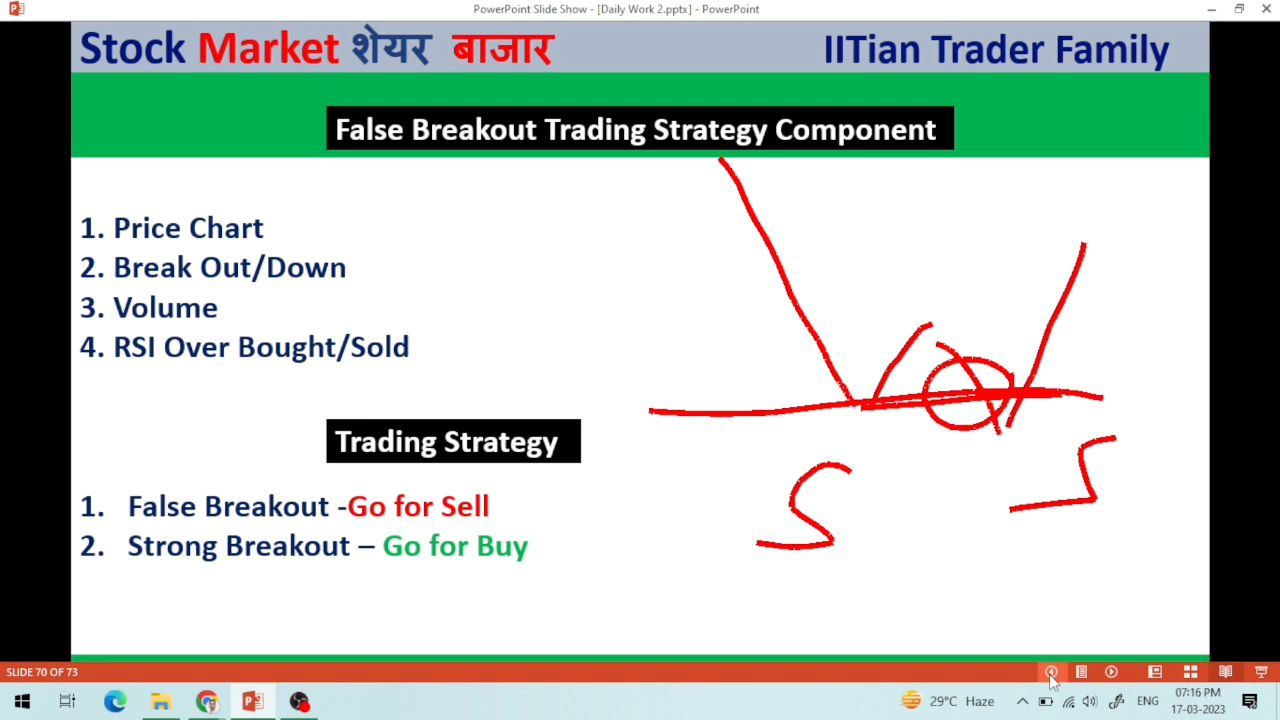 PowerPoint Slide Show - [Daily Work 2.pptx] - PowerPoint
Stock Market शेयर बाजार
IITian Trader Family
False Breakout Trading Strategy Component
1. Price Chart
2. Break Out/Down
3. Volume
4. RSI Over Bought/Sold
Trading Strategy
1. False Breakout -Go for Sell
2. Strong Breakout – Go for Buy
S S
SLIDE 70 OF 73
29°C Haze
ENG
07:16 PM
17-03-2023